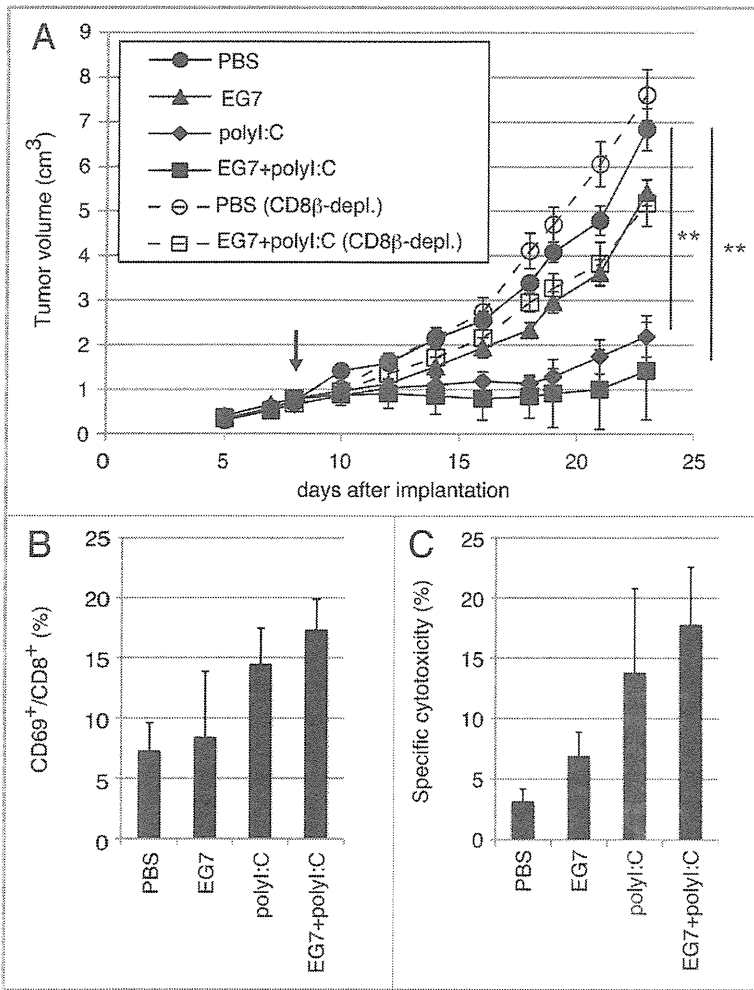 A
Tumor volume (cm³)
9
8
7
6
5
4
3
2
1
0
PBS
EG7
polyI:C
EG7+polyI:C
PBS (CD8β-depl.)
EG7+polyI:C (CD8β-depl.)
**
**
0 5 10 15 20 25
days after implantation
B
CD69⁺/CD8⁺ (%)
25
20
15
10
5
0
PBS
EG7
polyI:C
EG7+polyI:C
C
Specific cytotoxicity (%)
25
20
15
10
5
0
PBS
EG7
polyI:C
EG7+polyI:C